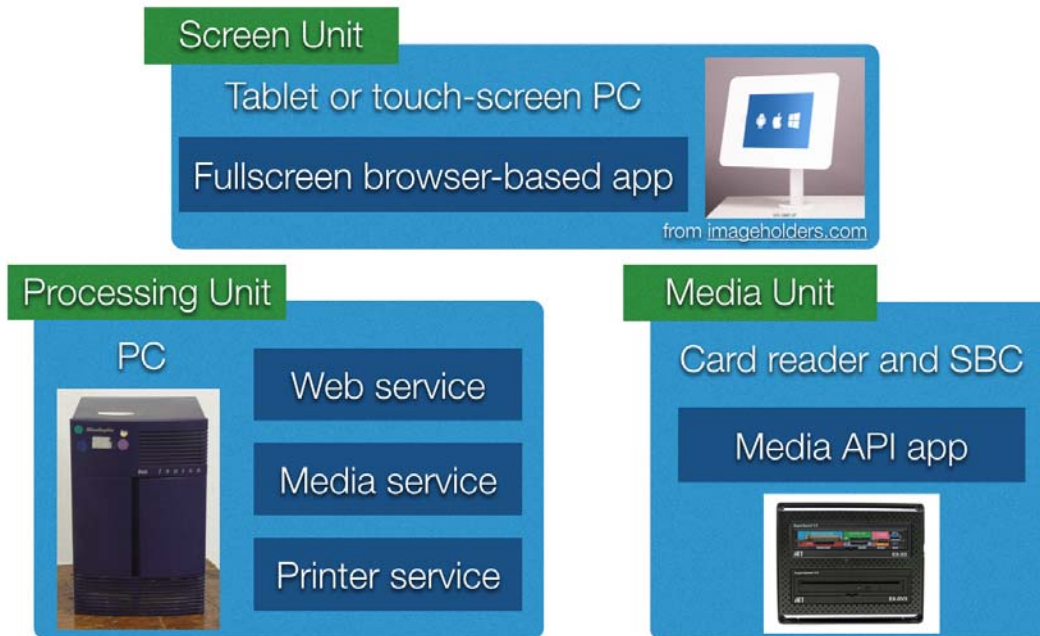 Screen Unit
Tablet or touch-screen PC
Fullscreen browser-based app
from imageholders.com
Processing Unit
PC
Web service
Media service
Printer service
Media Unit
Card reader and SBC
Media API app